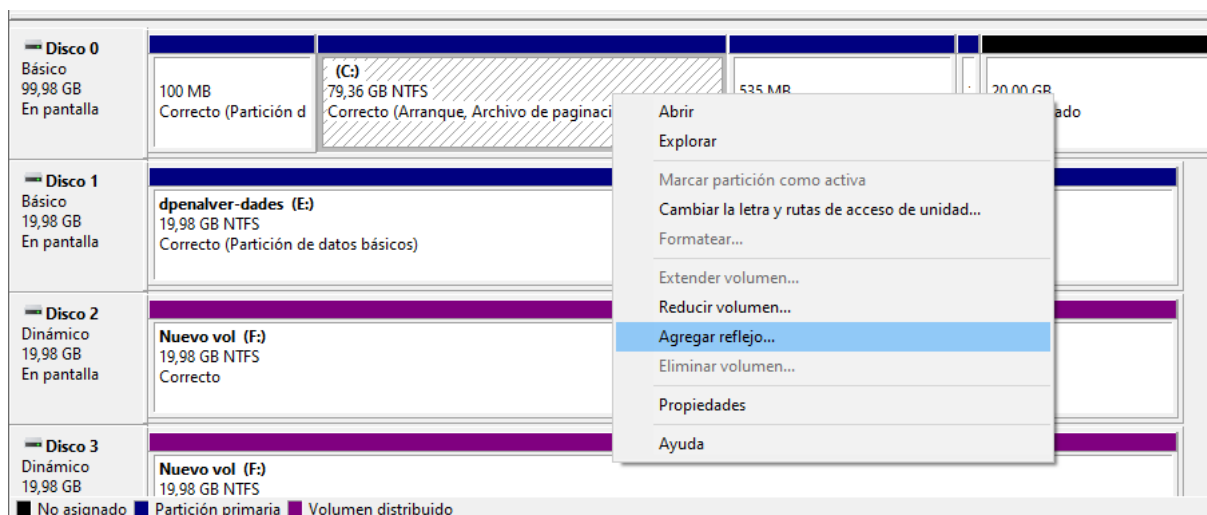 Disco 0
Básico
99,98 GB
En pantalla
100 MB
Correcto (Partición d
(C:)
79,36 GB NTFS
Correcto (Arranque, Archivo de paginaci
535 MB
20,00 GB
ado
Disco 1
Básico
19,98 GB
En pantalla
dpenalver-dades (E:)
19,98 GB NTFS
Correcto (Partición de datos básicos)
Disco 2
Dinámico
19,98 GB
En pantalla
Nuevo vol (F:)
19,98 GB NTFS
Correcto
Disco 3
Dinámico
19,98 GB
Nuevo vol (F:)
19,98 GB NTFS
Abrir
Explorar
Marcar partición como activa
Cambiar la letra y rutas de acceso de unidad...
Formatear...
Extender volumen...
Reducir volumen...
Agregar reflejo...
Eliminar volumen...
Propiedades
Ayuda
No asignado Partición primaria Volumen distribuido